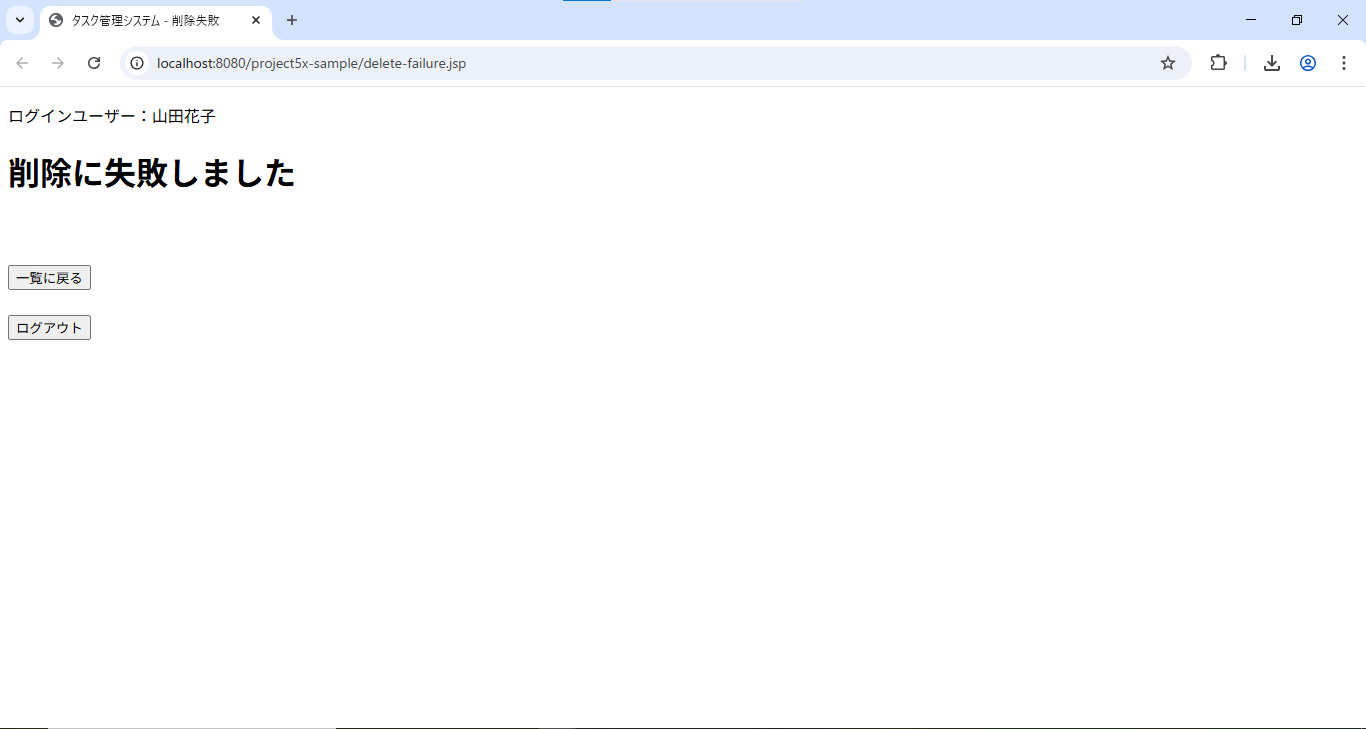 タスク管理システム - 削除失敗
localhost:8080/project5x-sample/delete-failure.jsp
ログインユーザー：山田花子
削除に失敗しました
一覧に戻る
ログアウト